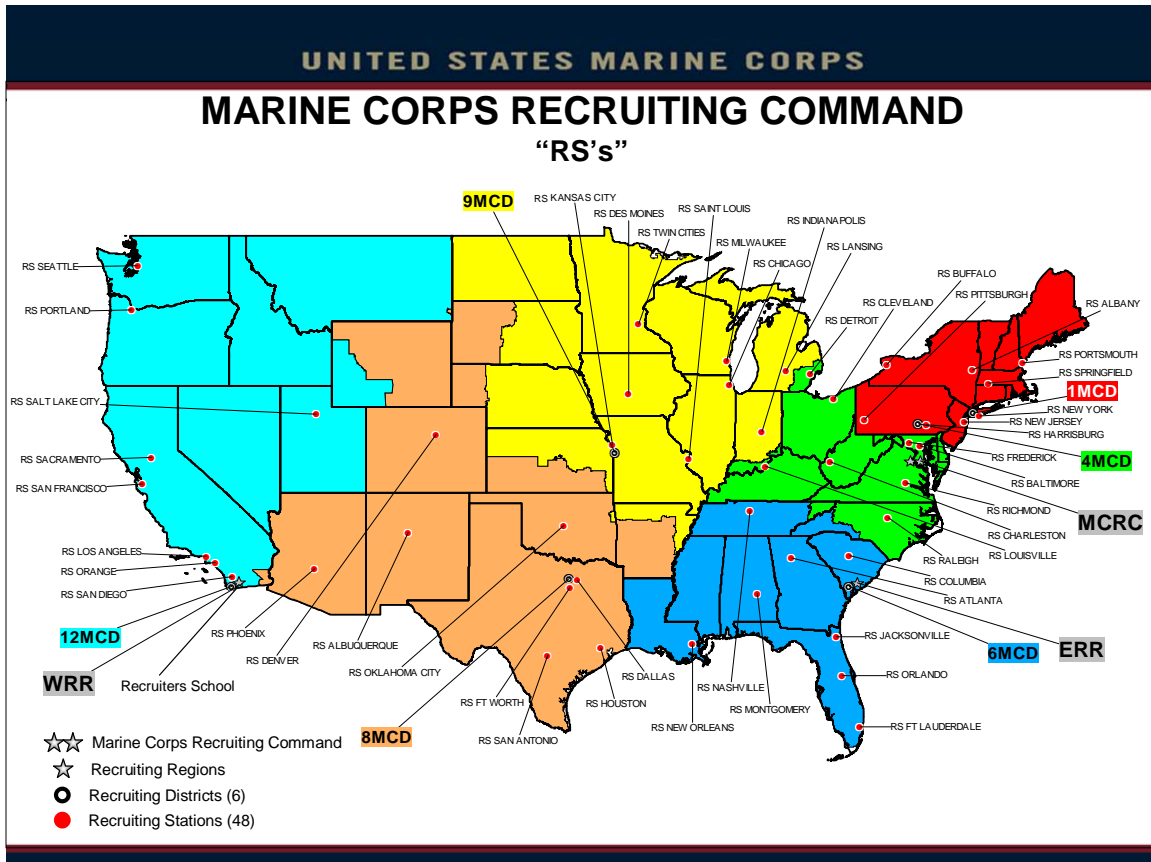 UNITED STATES MARINE CORPS
MARINE CORPS RECRUITING COMMAND
“RS's”
9MCD
RS KANSAS CITY
RS DES MOINES
RS SAINT LOUIS
RS TWIN CITIES
RS INDIANAPOLIS
RS MILWAUKEE
RS LANSING
RS CHICAGO
RS BUFFALO
RS PITTSBURGH
RS CLEVELAND
RS ALBANY
RS DETROIT
RS SEATTLE
RS PORTLAND
RS PORTSMOUTH
RS SPRINGFIELD
1MCD
RS SALT LAKE CITY
RS NEW YORK
RS NEW JERSEY
RS HARRISBURG
RS SACRAMENTO
RS FREDERICK
4MCD
RS SAN FRANCISCO
RS BALTIMORE
RS RICHMOND
MCRC
RS CHARLESTON
RS LOS ANGELES
RS LOUISVILLE
RS ORANGE
RS RALEIGH
RS SAN DIEGO
RS COLUMBIA
RS ATLANTA
12MCD
RS PHOENIX
RS JACKSONVILLE
RS ALBUQUERQUE
6MCD
ERR
RS DENVER
RS OKLAHOMA CITY
RS DALLAS
RS ORLANDO
WRR
Recruiters School
RS NASHVILLE
RS FT WORTH
RS HOUSTON
RS MONTGOMERY
RS NEW ORLEANS
RS FT LAUDERDALE
8MCD
RS SAN ANTONIO
Marine Corps Recruiting Command
Recruiting Regions
Recruiting Districts (6)
Recruiting Stations (48)